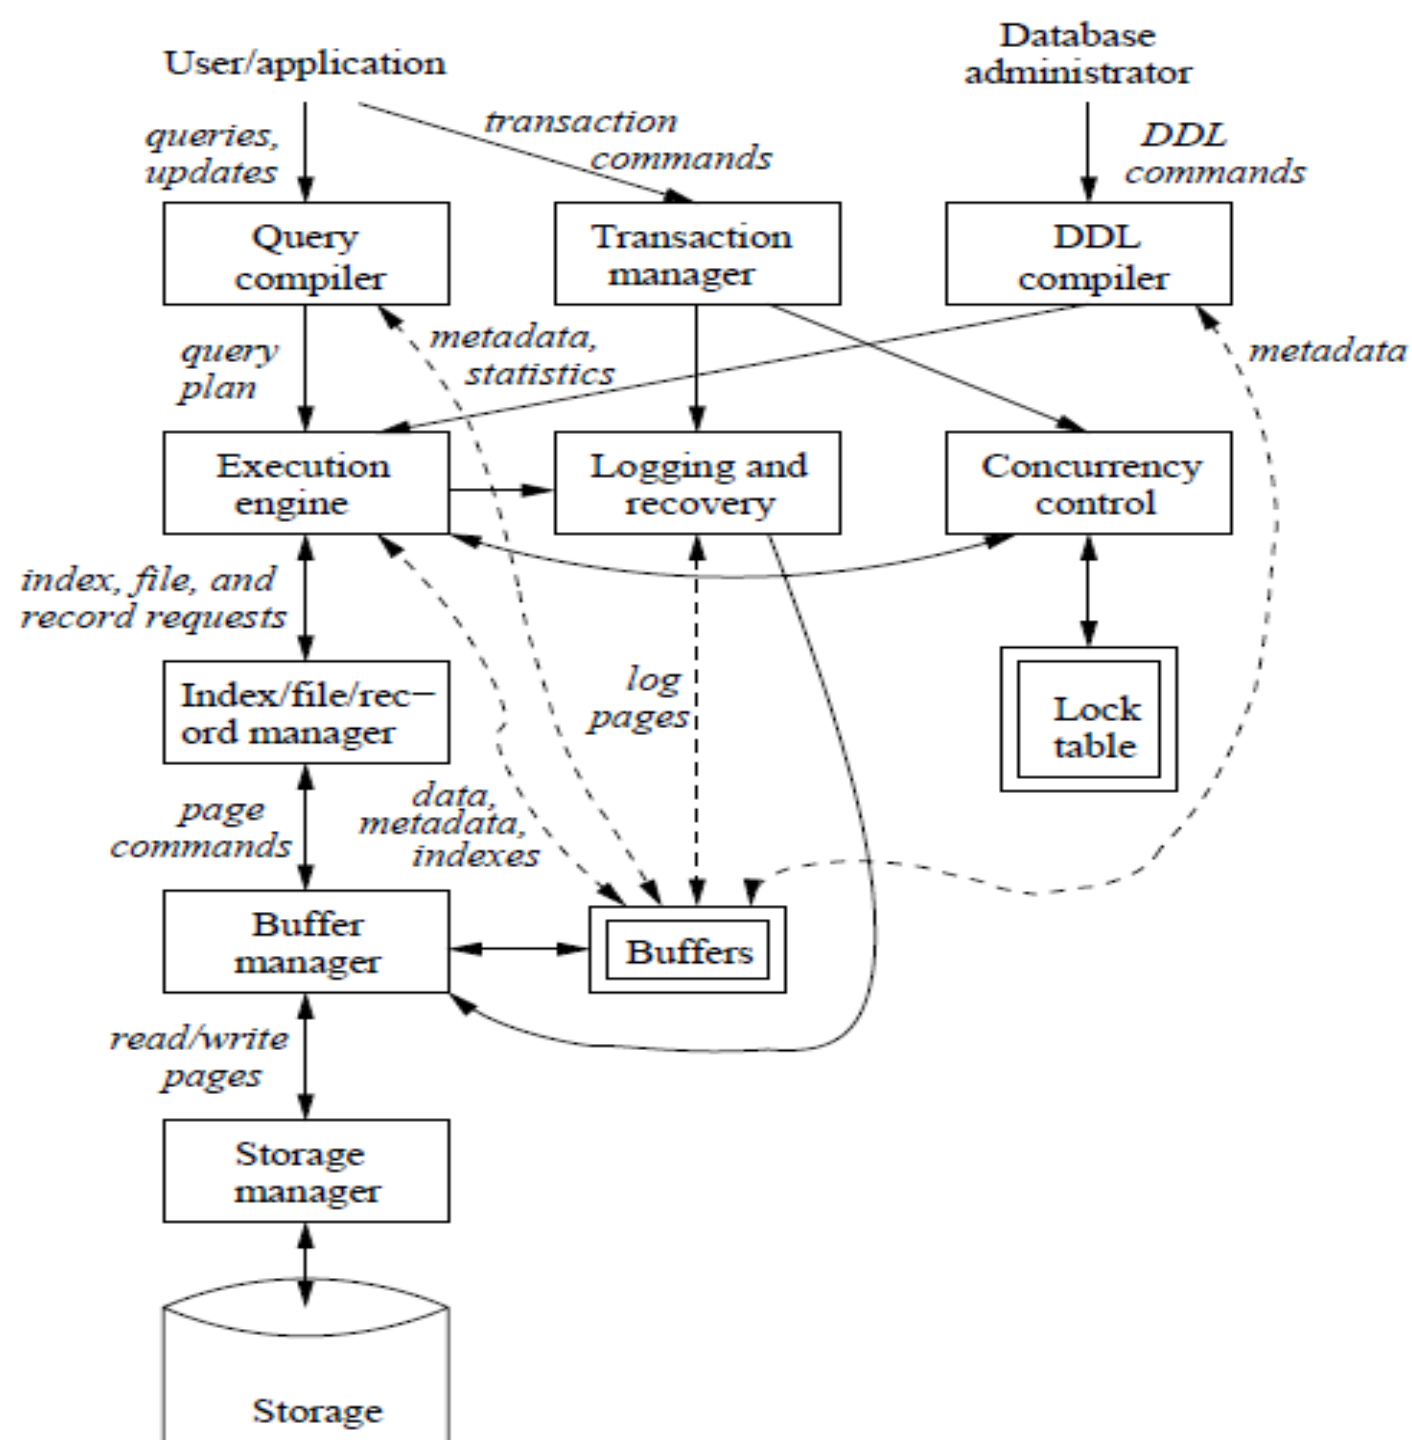 Database
User/application
administrator
transaction
commands
queries,
updates
DDL
commands
Query
compiler
Transaction
manager
DDL
compiler
metadata,
statistics
query
plan
metadata
Execution
engine
Logging and
recovery
Concurrency
control
index, file, and
record requests
log
pages
Index/file/rec–
ord manager
Lock
table
page
commands
data,
metadata,
indexes
Buffer
manager
Buffers
read/write
pages
Storage
manager
Storage